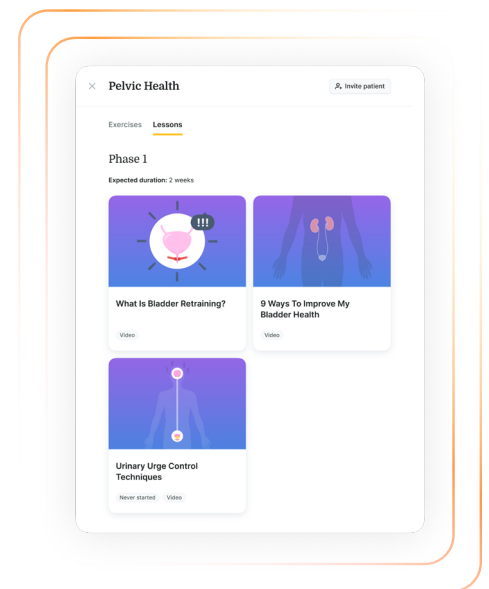 Pelvic Health
Invite patient
Exercises Lessons
Phase 1
Expected duration: 2 weeks
!!!
What Is Bladder Retraining?
Video
9 Ways To Improve My
Bladder Health
Video
Urinary Urge Control
Techniques
Never started Video